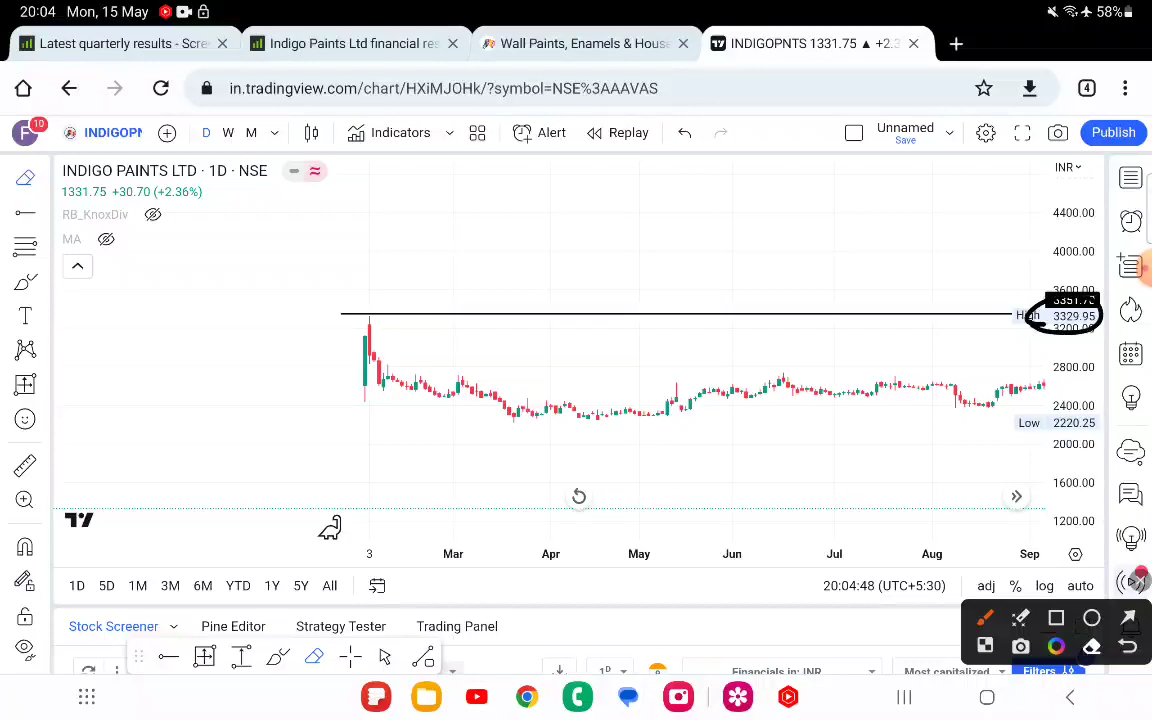 20:04 Mon, 15 May
58%
Latest quarterly results - Scre
Indigo Paints Ltd financial res
Wall Paints, Enamels & House
INDIGOPNTS 1331.75 ▲ +2.3
in.tradingview.com/chart/HXiMJOHk/?symbol=NSE%3AAAVAS
4
F
10
INDIGOPN
D
W
M
Indicators
Alert
Replay
Unnamed
Save
Publish
INDIGO PAINTS LTD · 1D · NSE
INR
1331.75 +30.70 (+2.36%)
RB_KnoxDiv
MA
4400.00
4000.00
3600.00
3351.70
High 3329.95
3200.00
2800.00
2400.00
Low 2220.25
2000.00
1600.00
1200.00
3 Mar Apr May Jun Jul Aug Sep
1D 5D 1M 3M 6M YTD 1Y 5Y All
20:04:48 (UTC+5:30)
adj % log auto
Stock Screener
Pine Editor
Strategy Tester
Trading Panel
1D
Financials in: INR
Most capitalized
Filters